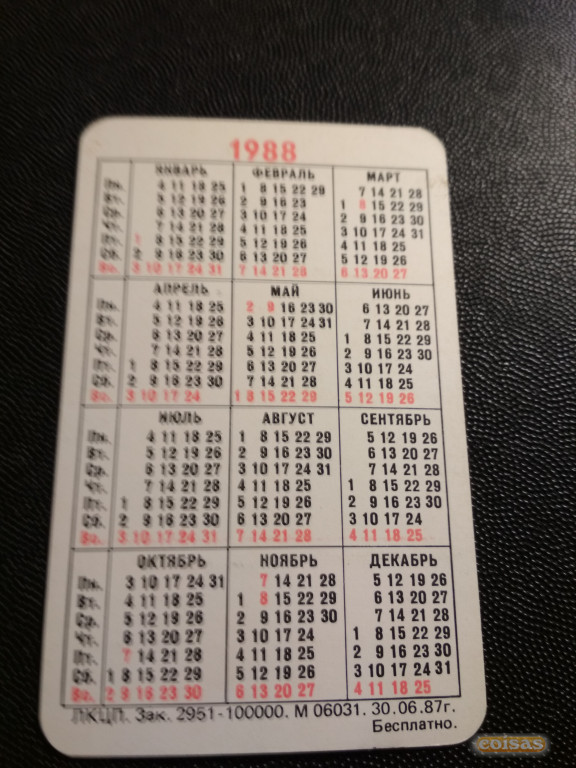 1988
ЯНВАРЬ ФЕВРАЛЬ МАРТ
Пн. 4 11 18 25 1 8 15 22 29 7 14 21 28
Вт. 5 12 19 26 2 9 16 23 1 8 15 22 29
Ср. 6 13 20 27 3 10 17 24 2 9 16 23 30
Чт. 7 14 21 28 4 11 18 25 3 10 17 24 31
Пт. 1 8 15 22 29 5 12 19 26 4 11 18 25
Сб. 2 9 16 23 30 6 13 20 27 5 12 19 26
Вс. 3 10 17 24 31 7 14 21 28 6 13 20 27
АПРЕЛЬ МАЙ ИЮНЬ
Пн. 4 11 18 25 2 9 16 23 30 6 13 20 27
Вт. 5 12 19 26 3 10 17 24 31 7 14 21 28
Ср. 6 13 20 27 4 11 18 25 1 8 15 22 29
Чт. 7 14 21 28 5 12 19 26 2 9 16 23 30
Пт. 1 8 15 22 29 6 13 20 27 3 10 17 24
Сб. 2 9 16 23 30 7 14 21 28 4 11 18 25
Вс. 3 10 17 24 1 8 15 22 29 5 12 19 26
ИЮЛЬ АВГУСТ СЕНТЯБРЬ
Пн. 4 11 18 25 1 8 15 22 29 5 12 19 26
Вт. 5 12 19 26 2 9 16 23 30 6 13 20 27
Ср. 6 13 20 27 3 10 17 24 31 7 14 21 28
Чт. 7 14 21 28 4 11 18 25 1 8 15 22 29
Пт. 1 8 15 22 29 5 12 19 26 2 9 16 23 30
Сб. 2 9 16 23 30 6 13 20 27 3 10 17 24
Вс. 3 10 17 24 31 7 14 21 28 4 11 18 25
ОКТЯБРЬ НОЯБРЬ ДЕКАБРЬ
Пн. 3 10 17 24 31 7 14 21 28 5 12 19 26
Вт. 4 11 18 25 1 8 15 22 29 6 13 20 27
Ср. 5 12 19 26 2 9 16 23 30 7 14 21 28
Чт. 6 13 20 27 3 10 17 24 1 8 15 22 29
Пт. 7 14 21 28 4 11 18 25 2 9 16 23 30
Сб. 1 8 15 22 29 5 12 19 26 3 10 17 24 31
Вс. 2 9 16 23 30 6 13 20 27 4 11 18 25
ЛКЦП. Зак. 2951-100000. М 06031. 30.06.87г.
Бесплатно.
coisas